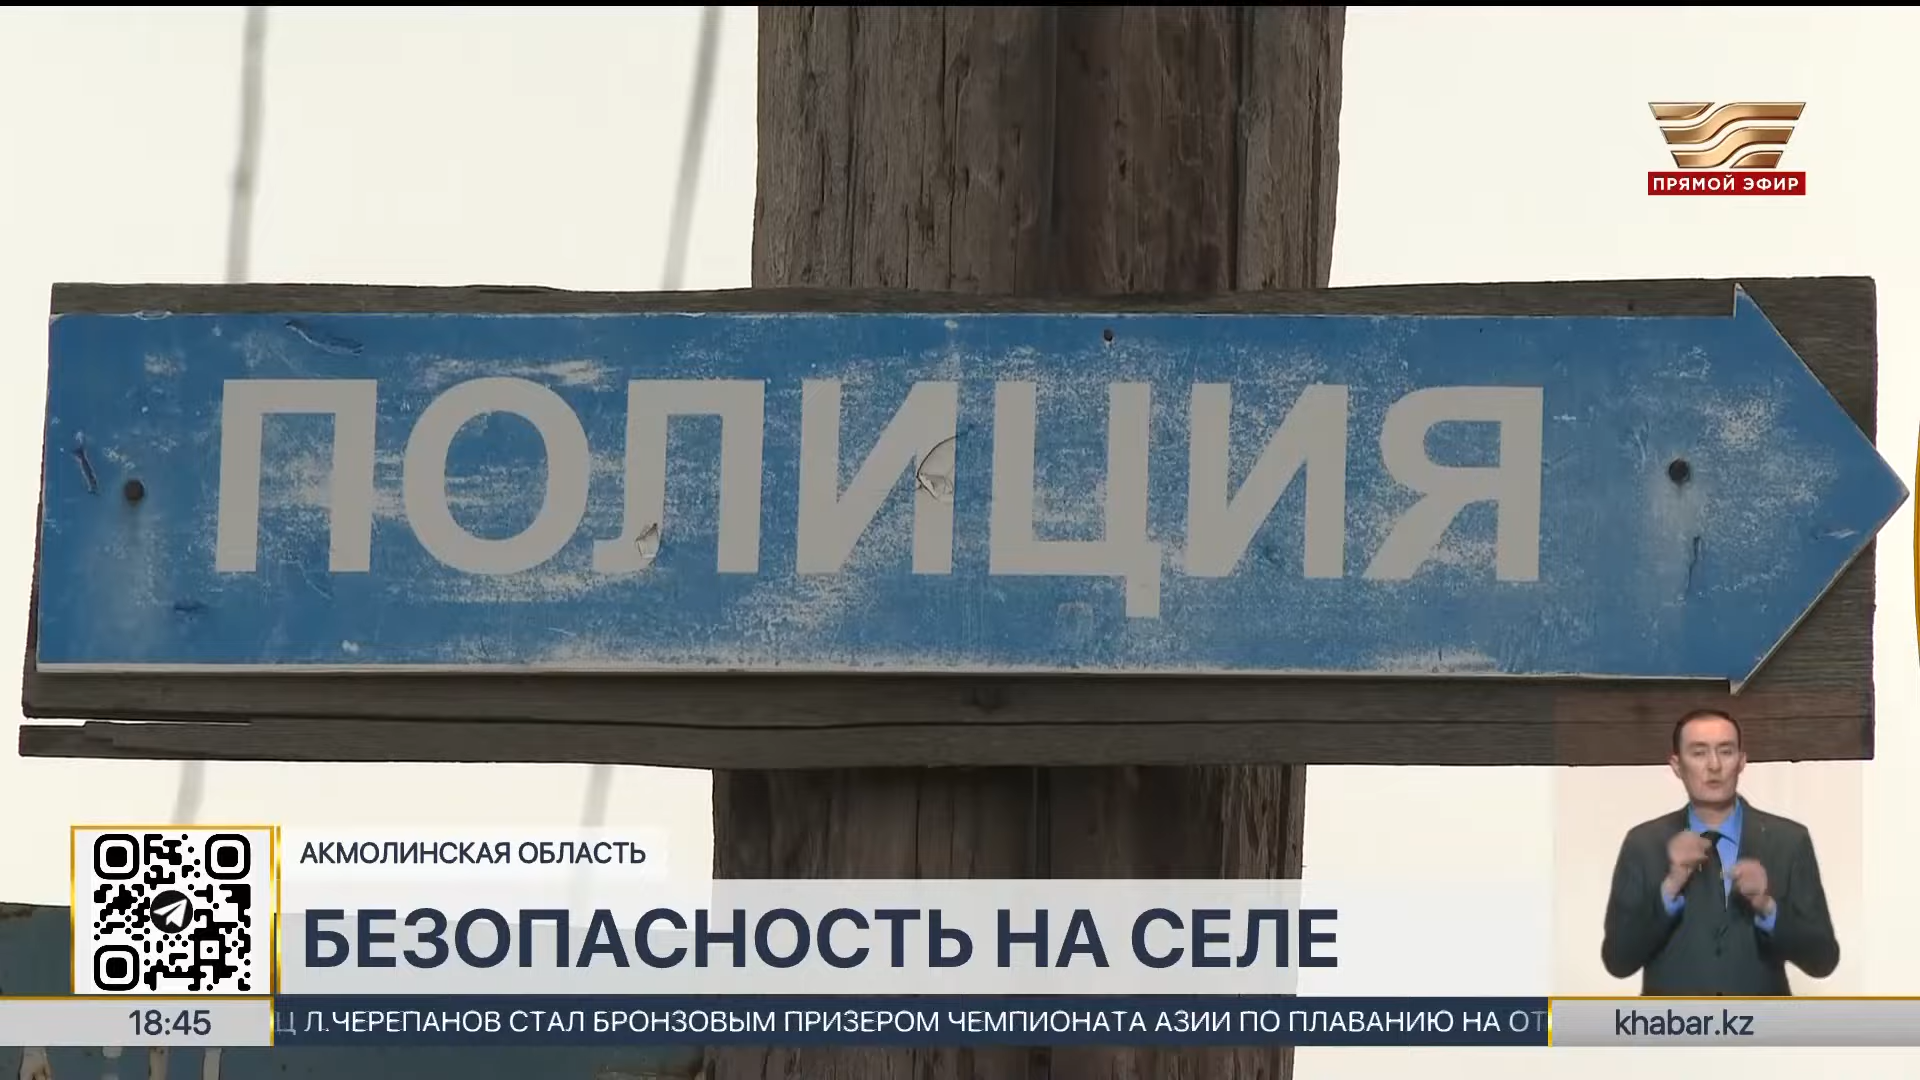 ПРЯМОЙ ЭФИР
ПОЛИЦИЯ
АКМОЛИНСКАЯ ОБЛАСТЬ
БЕЗОПАСНОСТЬ НА СЕЛЕ
18:45
Ц Л.ЧЕРЕПАНОВ СТАЛ БРОНЗОВЫМ ПРИЗЕРОМ ЧЕМПИОНАТА АЗИИ ПО ПЛАВАНИЮ НА ОТ
khabar.kz